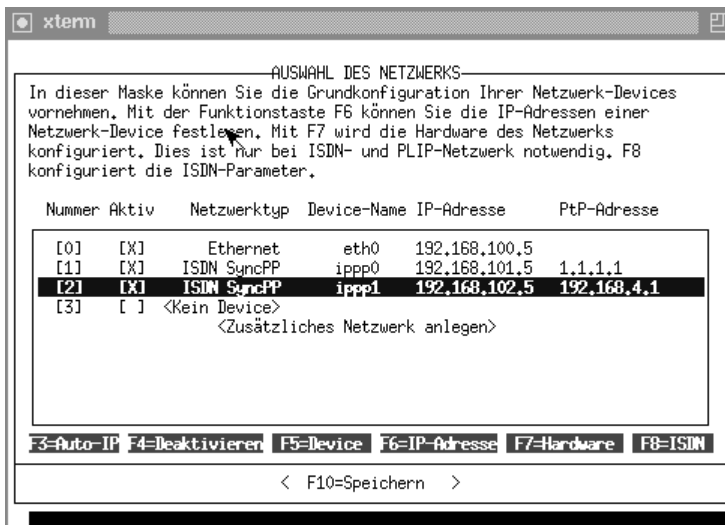 xterm
AUSWAHL DES NETZWERKS
In dieser Maske können Sie die Grundkonfiguration Ihrer Netzwerk-Devices
vornehmen. Mit der Funktionstaste F6 können Sie die IP-Adressen einer
Netzwerk-Device festlegen. Mit F7 wird die Hardware des Netzwerks
konfiguriert. Dies ist nur bei ISDN- und PLIP-Netzwerk notwendig. F8
konfiguriert die ISDN-Parameter.
Nummer Aktiv Netzwerktyp Device-Name IP-Adresse PtP-Adresse
[0] [X] Ethernet eth0 192.168.100.5
[1] [X] ISDN SyncPP ippp0 192.168.101.5 1.1.1.1
[2] [X] ISDN SyncPP ippp1 192.168.102.5 192.168.4.1
[3] [ ] <Kein Device>
<Zusätzliches Netzwerk anlegen>
F3=Auto-IP F4=Deaktivieren F5=Device F6=IP-Adresse F7=Hardware F8=ISDN
< F10=Speichern >